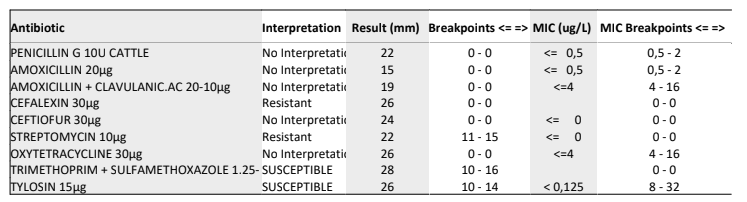 Antibiotic Interpretation Result (mm) Breakpoints <= => MIC (ug/L) MIC Breakpoints <= =>
PENICILLIN G 10U CATTLE No Interpretatic 22 0 - 0 <= 0,5 0,5 - 2
AMOXICILLIN 20µg No Interpretatic 15 0 - 0 <= 0,5 0,5 - 2
AMOXICILLIN + CLAVULANIC.AC 20-10µg No Interpretatic 19 0 - 0 <=4 4 - 16
CEFALEXIN 30µg Resistant 26 0 - 0 0 - 0
CEFTIOFUR 30µg No Interpretatic 24 0 - 0 <= 0 0 - 0
STREPTOMYCIN 10µg Resistant 22 11 - 15 <= 0 0 - 0
OXYTETRACYCLINE 30µg No Interpretatic 26 0 - 0 <=4 4 - 16
TRIMETHOPRIM + SULFAMETHOXAZOLE 1.25- SUSCEPTIBLE 28 10 - 16 0 - 0
TYLOSIN 15µg SUSCEPTIBLE 26 10 - 14 < 0,125 8 - 32